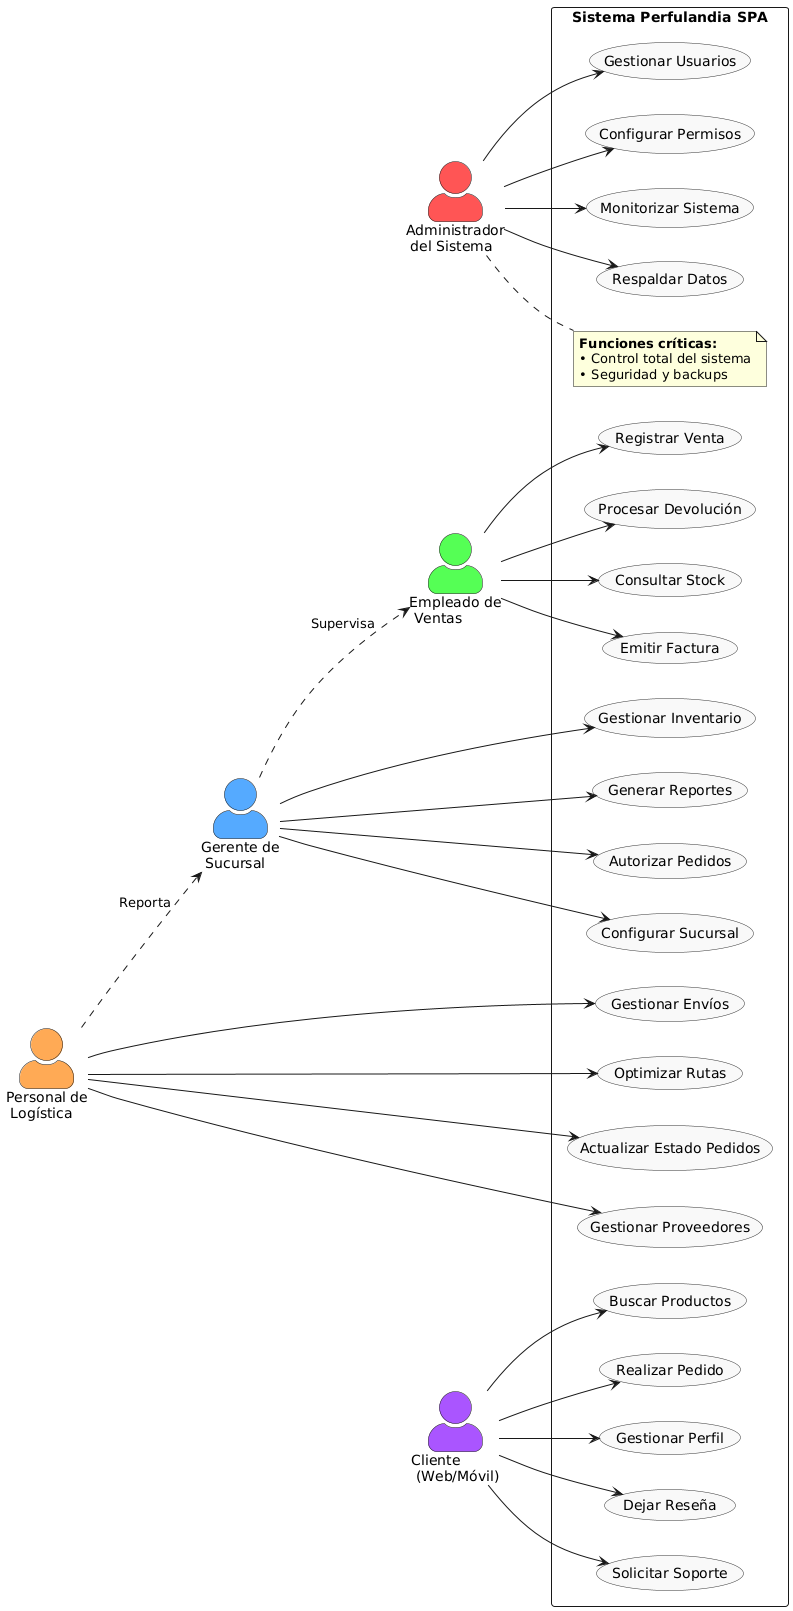 Sistema Perfulandia SPA
Gestionar Usuarios
Configurar Permisos
Monitorizar Sistema
Respaldar Datos
Administrador
del Sistema
Funciones críticas:
• Control total del sistema
• Seguridad y backups
Registrar Venta
Procesar Devolución
Consultar Stock
Emitir Factura
Empleado de
Ventas
Supervisa
Gestionar Inventario
Generar Reportes
Autorizar Pedidos
Configurar Sucursal
Gerente de
Sucursal
Reporta
Gestionar Envíos
Optimizar Rutas
Actualizar Estado Pedidos
Gestionar Proveedores
Personal de
Logística
Buscar Productos
Realizar Pedido
Gestionar Perfil
Dejar Reseña
Solicitar Soporte
Cliente
(Web/Móvil)